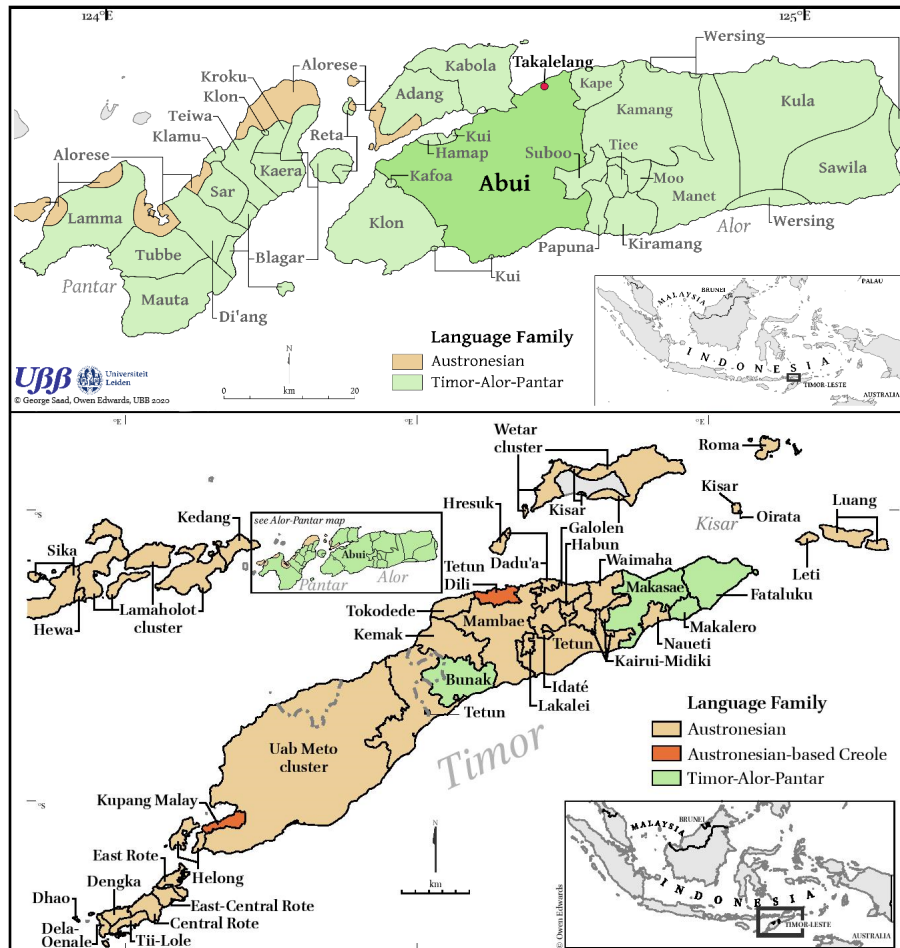 124°E
125°E
Wersing
Alorese
Kabola
Takalelang
Kroku
Klon
Adang
Kape
Teiwa
Kamang
Kula
Klamu
Reta
Kui
Hamap
Suboo
Tiee
Alorese
Kaera
Sar
Kafoa
Abui
Moo
Sawila
Lamma
Manet
Klon
Alor
Wersing
Tubbe
Blagar
Papuna
Kiramang
Pantar
Kui
Mauta
Di'ang
Language Family
Austronesian
Timor-Alor-Pantar
N
0
km
20
UBB
Universiteit
Leiden
© George Saad, Owen Edwards, UBB 2020
PALAU
BRUNEI
MALAYSIA
INDONESIA
TIMOR-LESTE
AUSTRALIA
°E
°E
°E
Wetar
cluster
Roma
Kisar
Hresuk
Kisar
Luang
°S
Kedang
see Alor-Pantar map
Galolen
Kisar
Oirata
Sika
Abui
Habun
Dadu'a
Alor
Pantar
Tetun
Dili
Waimaha
Leti
Makasae
Lamaholot
cluster
Hewa
Tokodede
Mambae
Fataluku
Kemak
Makalero
Tetun
Naueti
Kairui-Midiki
Bunak
Idaté
Lakalei
Tetun
Language Family
Austronesian
Austronesian-based Creole
Timor-Alor-Pantar
Uab Meto
cluster
Timor
°S
Kupang Malay
N
km
East Rote
Helong
Dengka
Dhao
East-Central Rote
Central Rote
Dela-
Oenale
Tii-Lole
MALAYSIA
BRUNEI
INDONESIA
TIMOR-LESTE
AUSTRALIA
© Owen Edwards